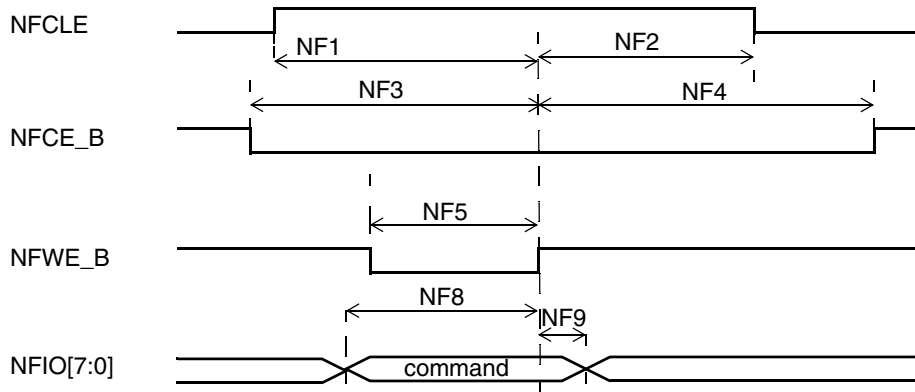 NFCLE
NF1
NF2
NF3
NF4
NFCE_B
NF5
NFWE_B
NF8
NF9
NFIO[7:0]
command